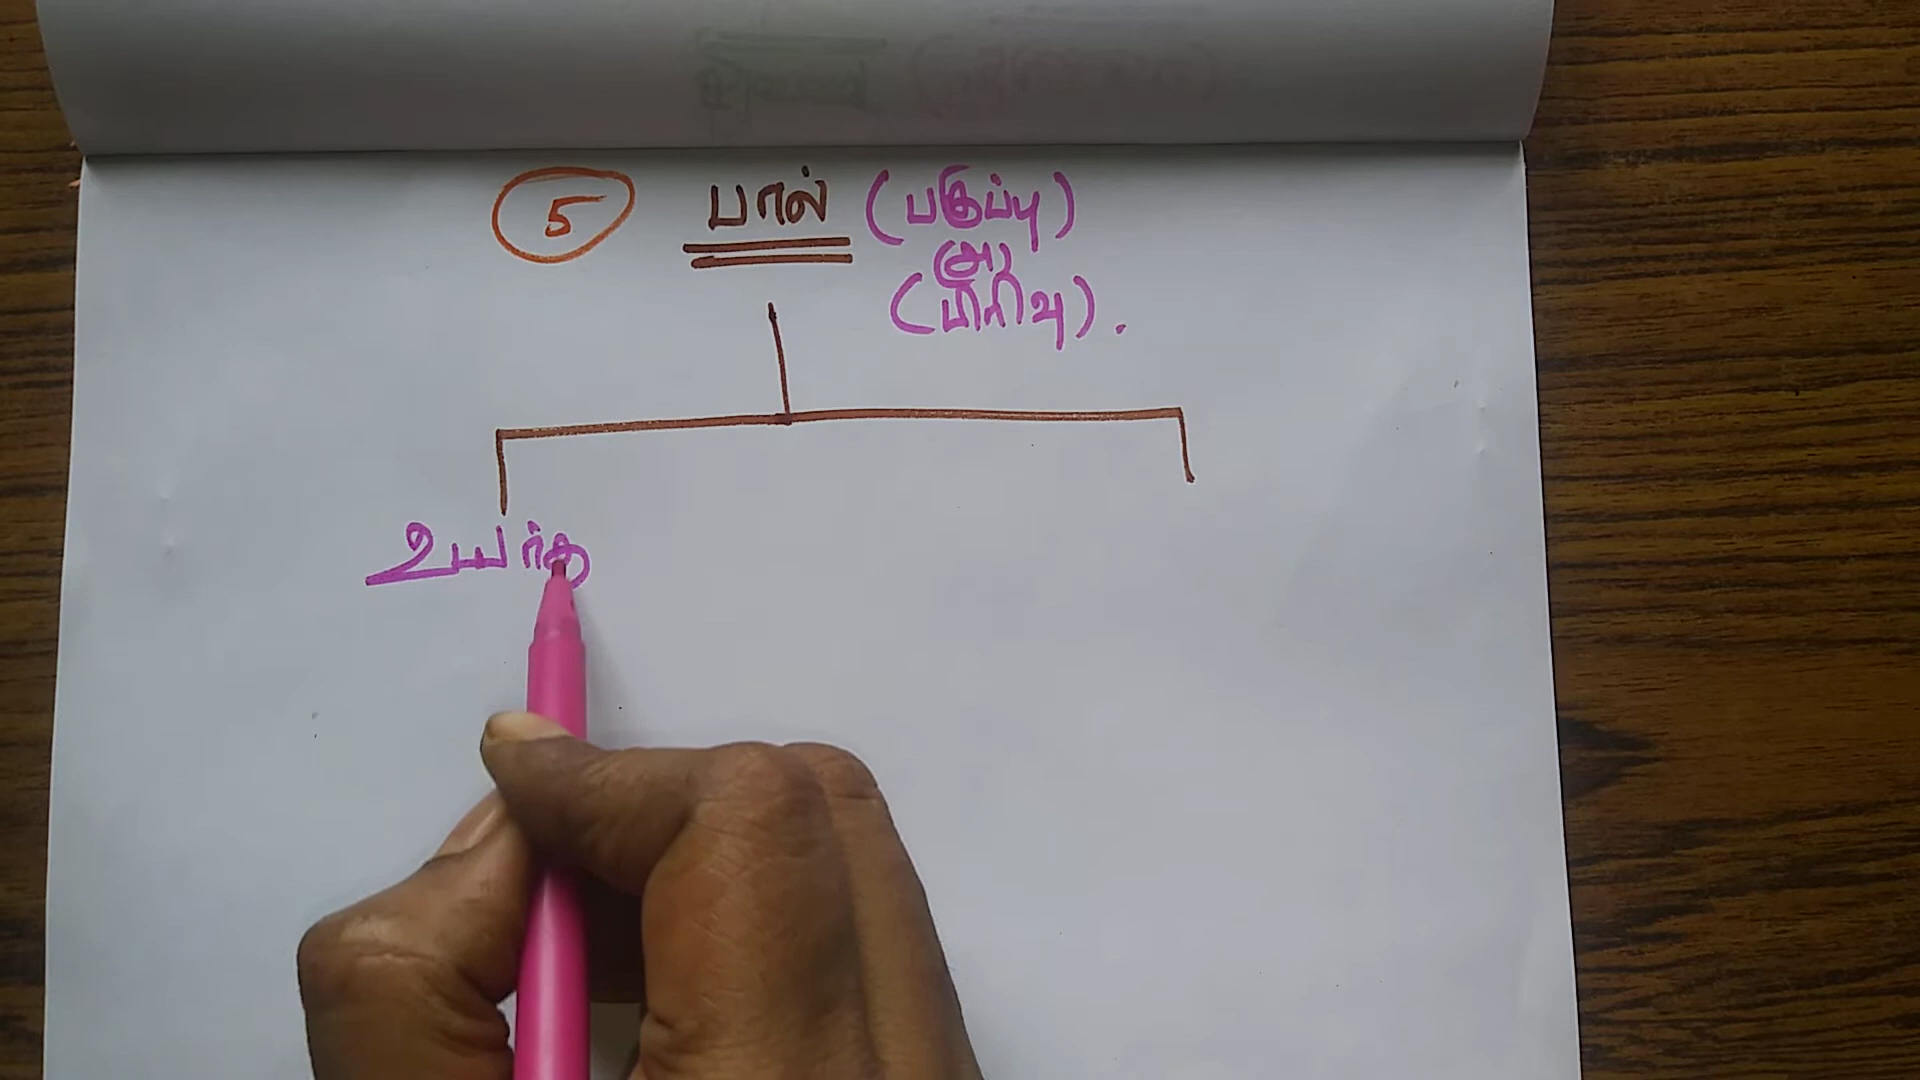 5 பால் (பகுப்பு)
(அ)
(பிரிவு).
உயர்த